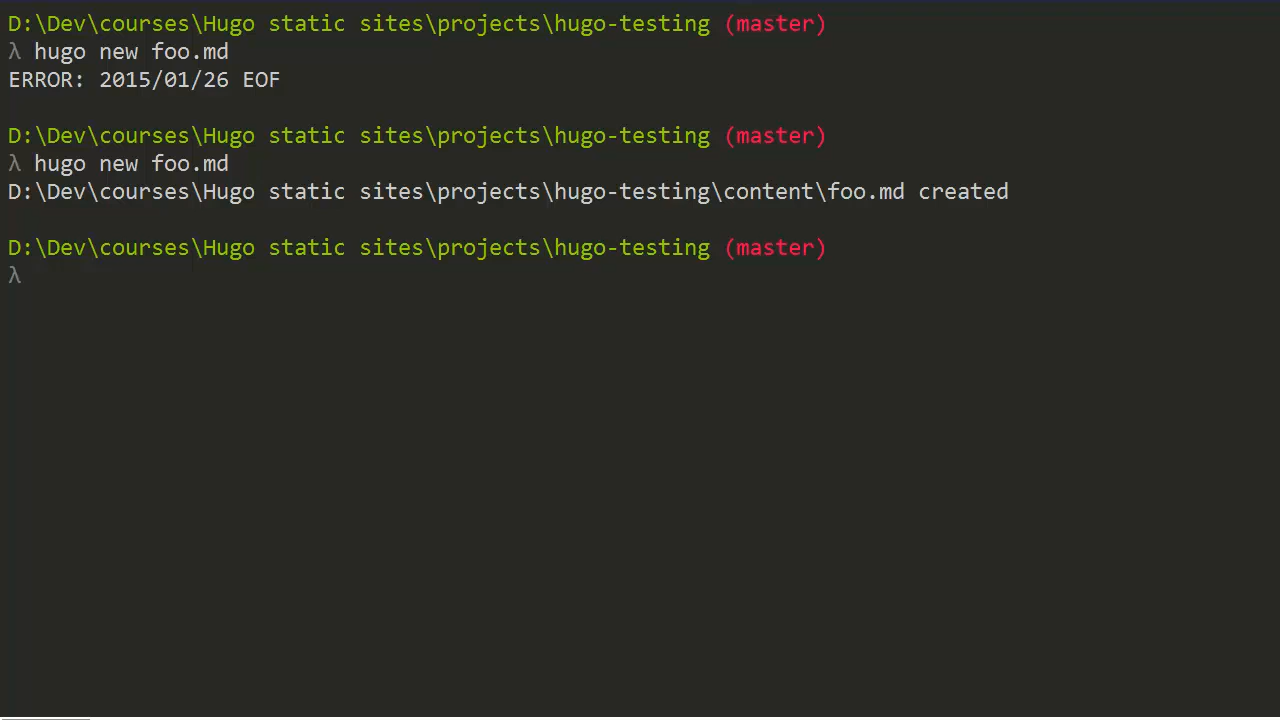 D:\Dev\courses\Hugo static sites\projects\hugo-testing (master)
λ hugo new foo.md
ERROR: 2015/01/26 EOF
D:\Dev\courses\Hugo static sites\projects\hugo-testing (master)
λ hugo new foo.md
D:\Dev\courses\Hugo static sites\projects\hugo-testing\content\foo.md created
D:\Dev\courses\Hugo static sites\projects\hugo-testing (master)
λ